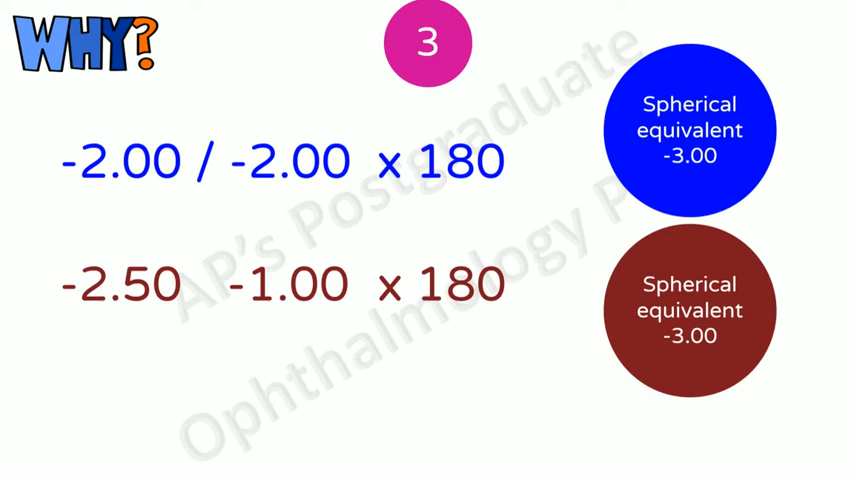 WHY?
3
-2.00 / -2.00 x 180
Spherical
equivalent
-3.00
-2.50 -1.00 x 180
Spherical
equivalent
-3.00
AP's Postgraduate
Ophthalmology P